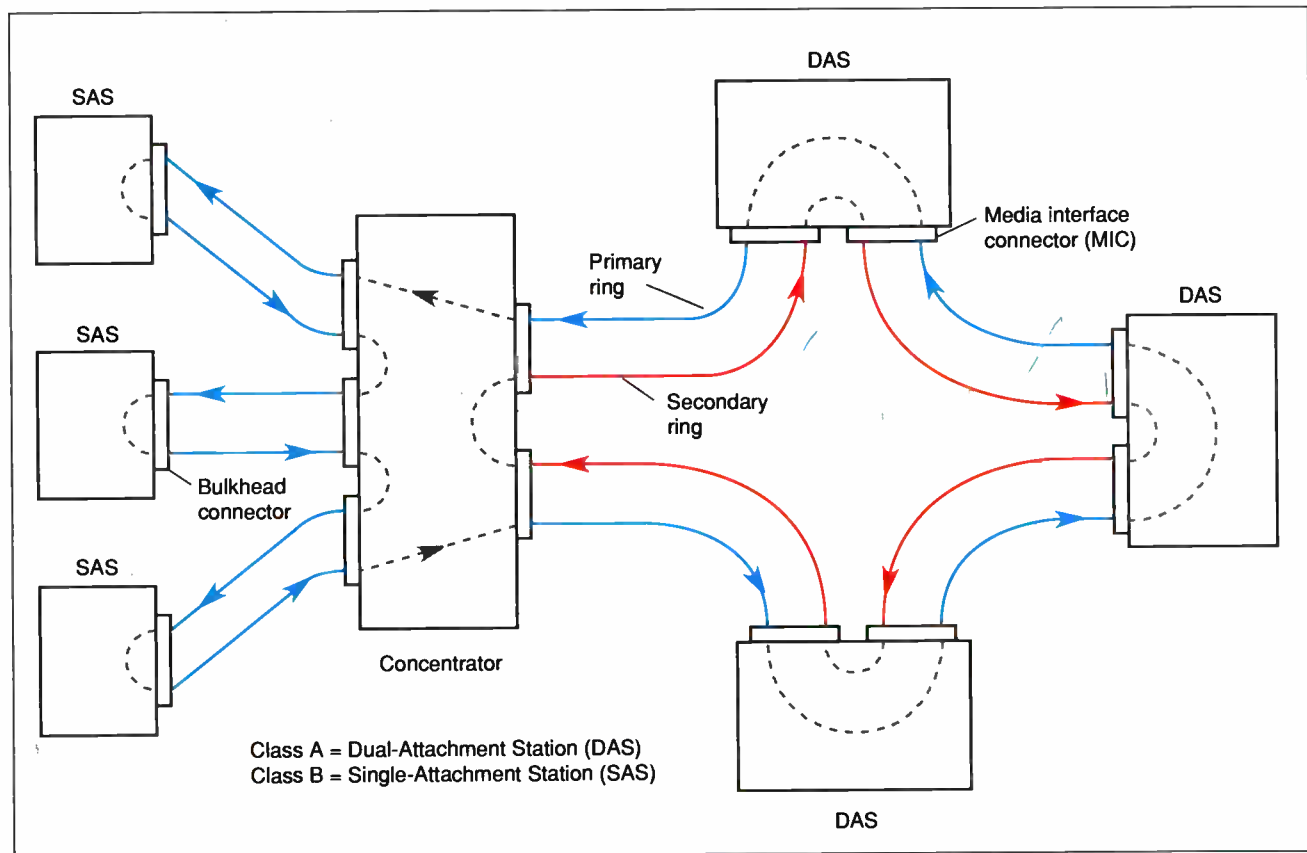 DAS
SAS
Media interface
connector (MIC)
Primary
ring
DAS
SAS
Secondary
ring
Bulkhead
connector
SAS
Concentrator
Class A = Dual-Attachment Station (DAS)
Class B = Single-Attachment Station (SAS)
DAS